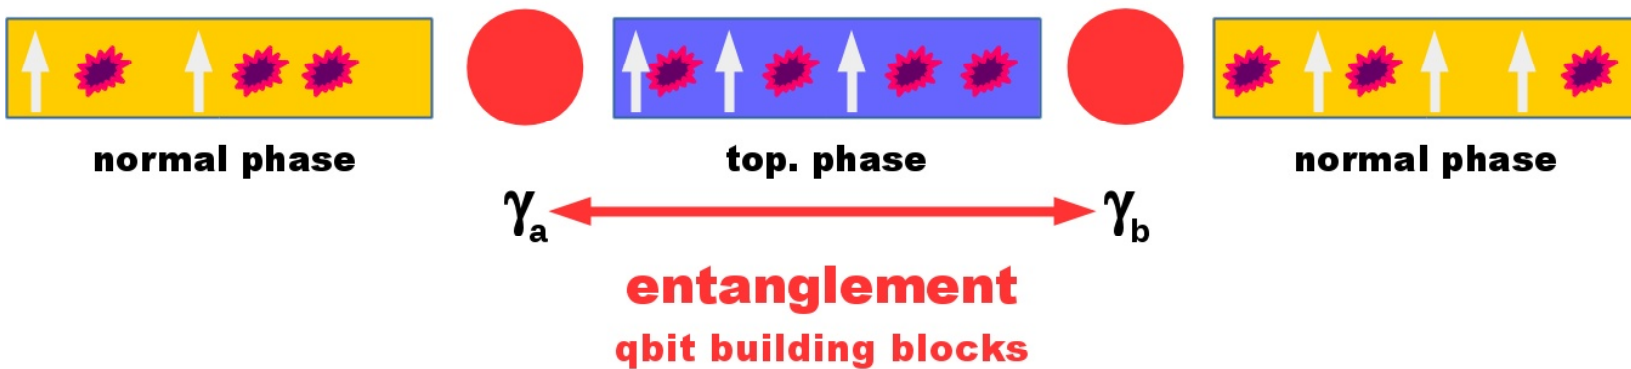 normal phase
top. phase
normal phase
γa
γb
entanglement
qbit building blocks